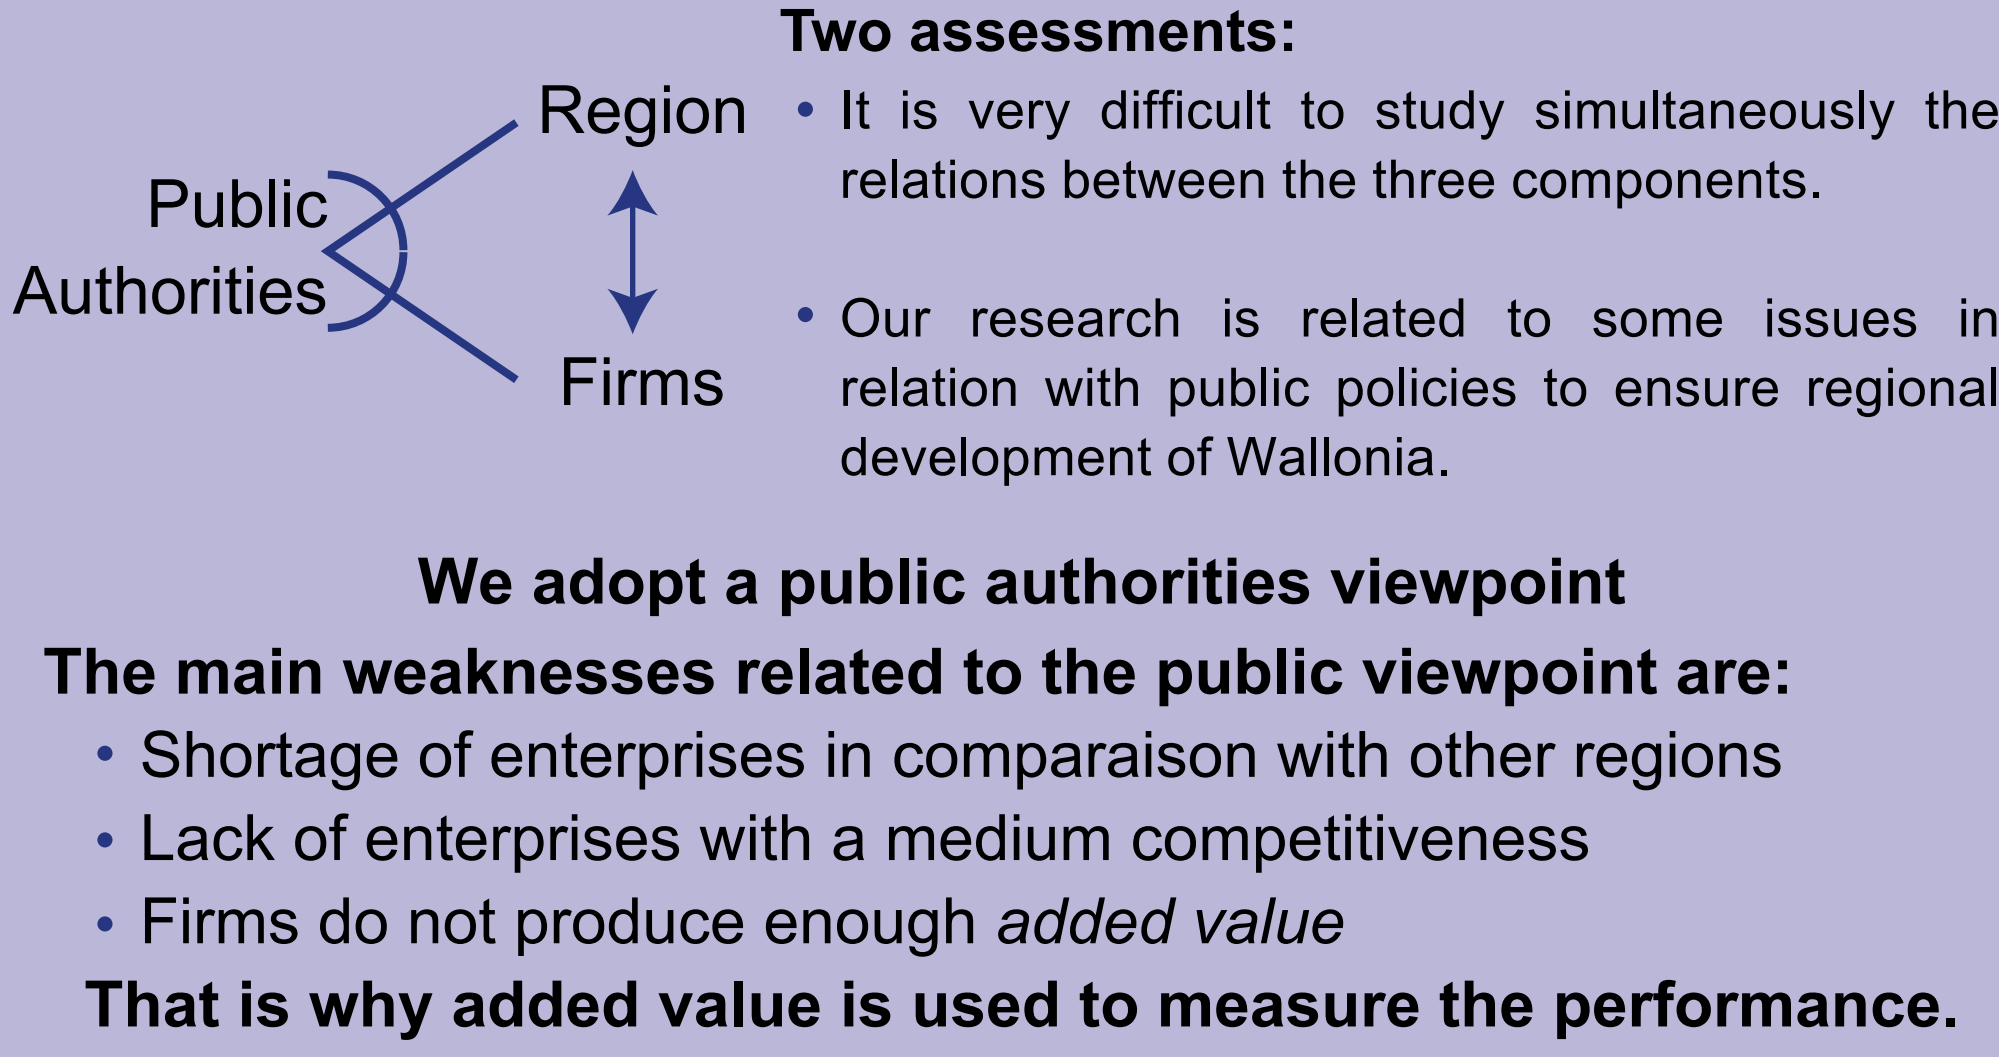 Two assessments:
Region
Public
Authorities
Firms
• It is very difficult to study simultaneously the
relations between the three components.
• Our research is related to some issues in
relation with public policies to ensure regional
development of Wallonia.
We adopt a public authorities viewpoint
The main weaknesses related to the public viewpoint are:
• Shortage of enterprises in comparaison with other regions
• Lack of enterprises with a medium competitiveness
• Firms do not produce enough added value
That is why added value is used to measure the performance.